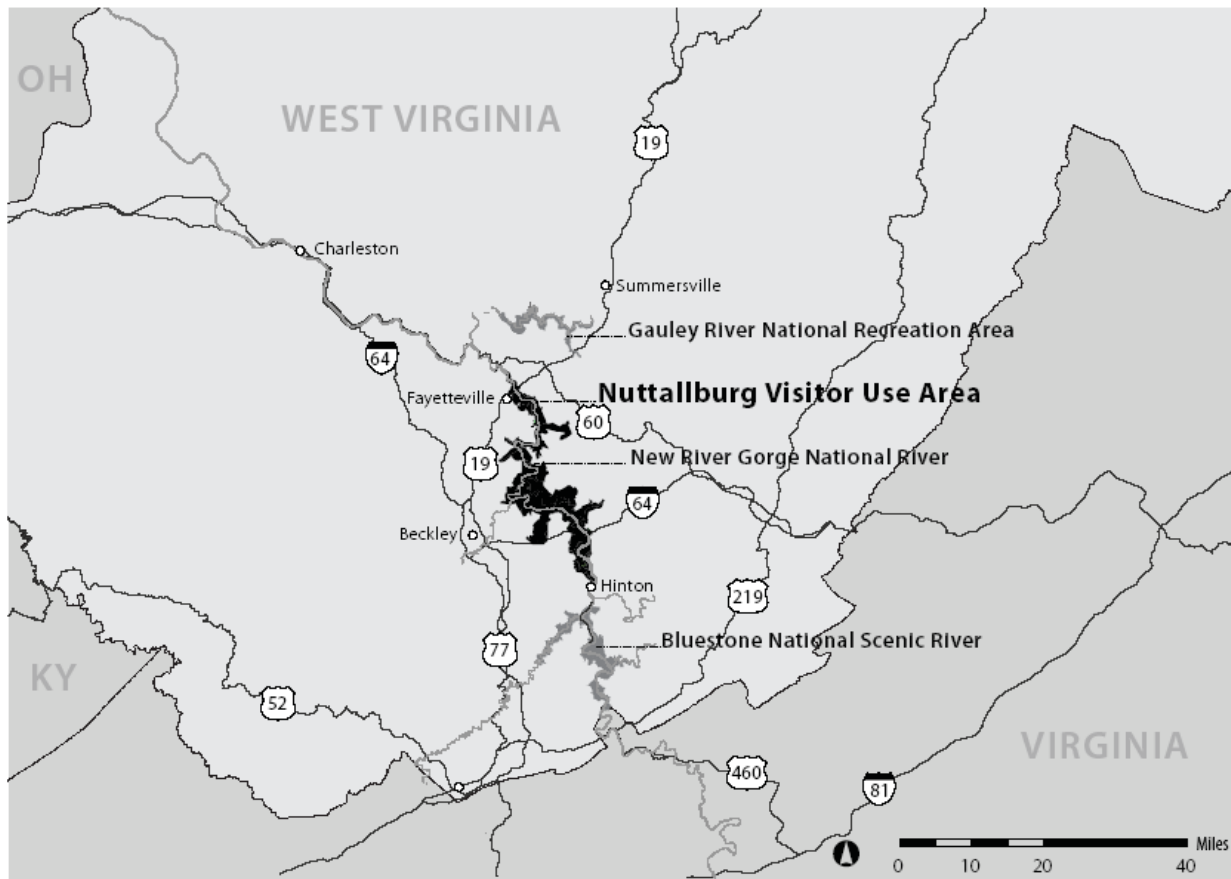 OH
WEST VIRGINIA
19
Charleston
Summersville
Gauley River National Recreation Area
64
Nuttallburg Visitor Use Area
Fayetteville
60
New River Gorge National River
19
64
Beckley
Hinton
219
Bluestone National Scenic River
77
KY
52
VIRGINIA
460
81
Miles
0 10 20 40